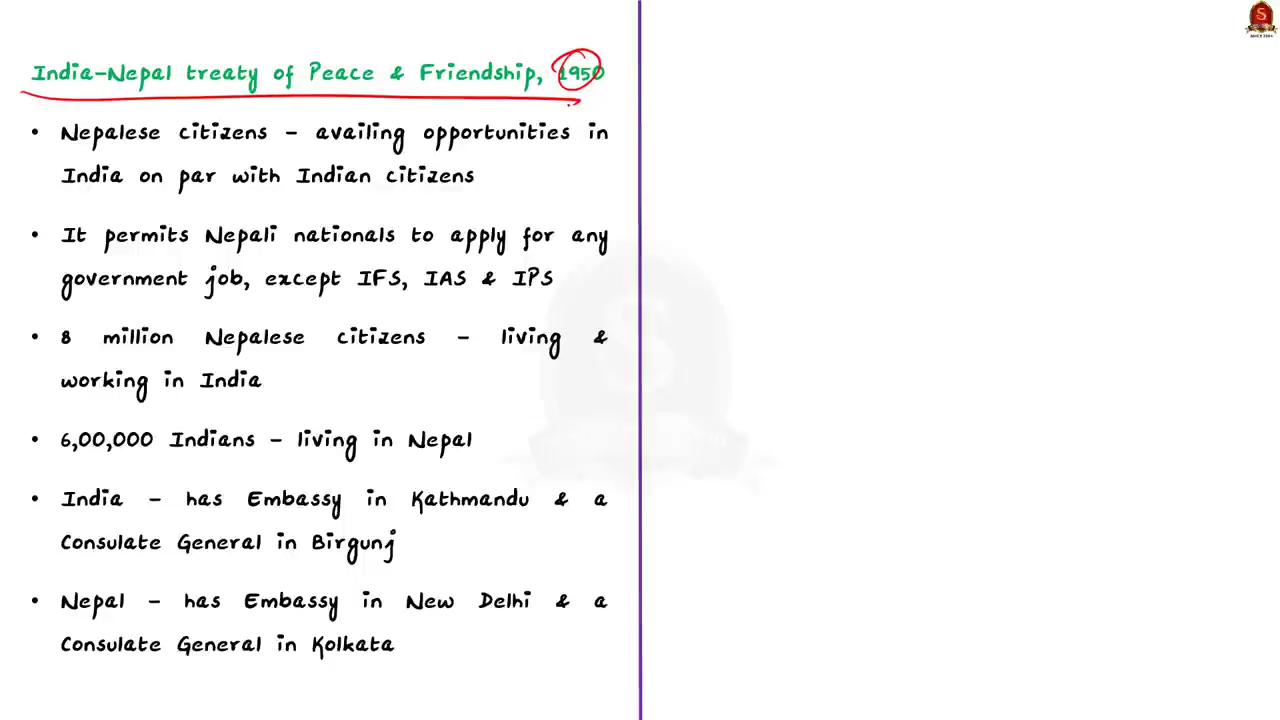 India-Nepal treaty of Peace & Friendship, 1950
• Nepalese citizens - availing opportunities in
India on par with Indian citizens
• It permits Nepali nationals to apply for any
government job, except IFS, IAS & IPS
• 8 million Nepalese citizens - living &
working in India
• 6,00,000 Indians - living in Nepal
• India - has Embassy in Kathmandu & a
Consulate General in Birgunj
• Nepal - has Embassy in New Delhi & a
Consulate General in Kolkata